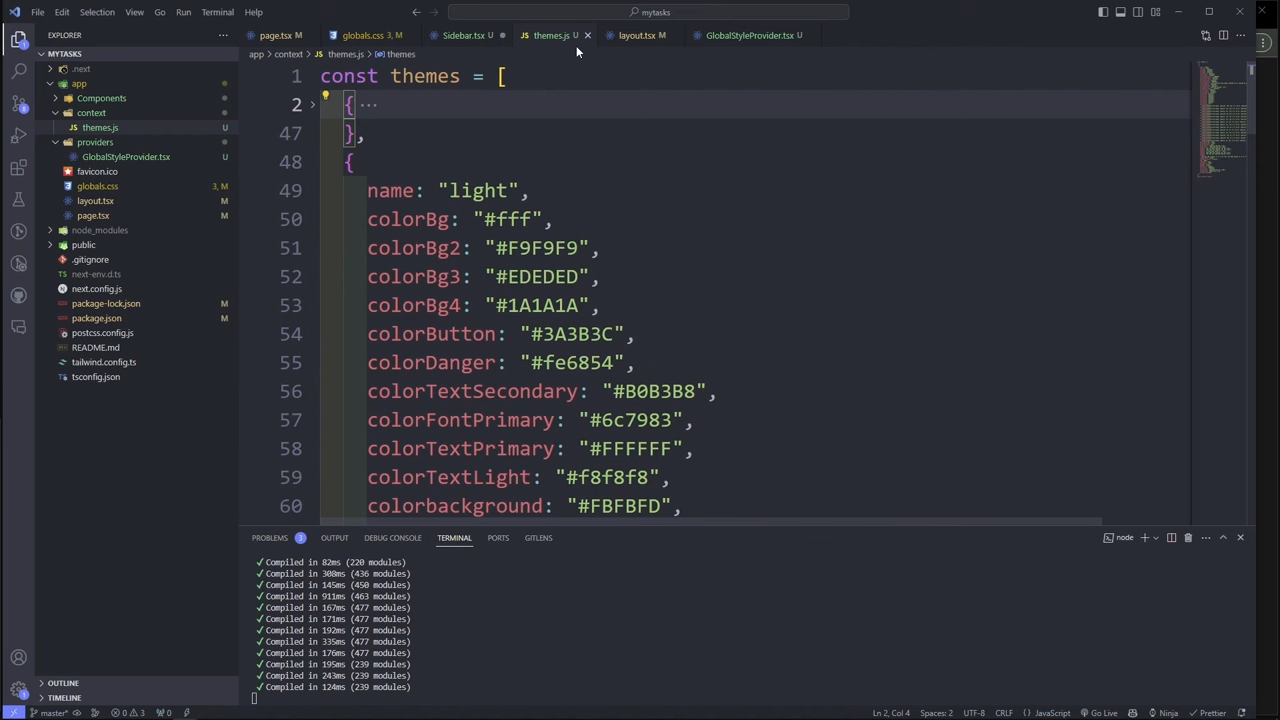 File Edit Selection View Go Run Terminal Help
mytasks
EXPLORER
page.tsx M
globals.css 3, M
Sidebar.tsx U
themes.js U
layout.tsx M
GlobalStyleProvider.tsx U
MYTASKS
app > context > JS themes.js > themes
.next
app
Components
context
JS themes.js U
providers
GlobalStyleProvider.tsx U
favicon.ico
globals.css 3, M
layout.tsx M
page.tsx M
node_modules
public
.gitignore
next-env.d.ts
JS next.config.js
package-lock.json M
package.json M
postcss.config.js
README.md
tailwind.config.ts
tsconfig.json
OUTLINE
TIMELINE
1 const themes = [
2 { ···
47 },
48 {
49 name: "light",
50 colorBg: "#fff",
51 colorBg2: "#F9F9F9",
52 colorBg3: "#EDEDED",
53 colorBg4: "#1A1A1A",
54 colorButton: "#3A3B3C",
55 colorDanger: "#fe6854",
56 colorTextSecondary: "#B0B3B8",
57 colorFontPrimary: "#6c7983",
58 colorTextPrimary: "#FFFFFF",
59 colorTextLight: "#f8f8f8",
60 colorbackground: "#FBFBFD",
PROBLEMS 3 OUTPUT DEBUG CONSOLE TERMINAL PORTS GITLENS
node
✓ Compiled in 82ms (220 modules)
✓ Compiled in 308ms (436 modules)
✓ Compiled in 145ms (450 modules)
✓ Compiled in 911ms (463 modules)
✓ Compiled in 167ms (477 modules)
✓ Compiled in 171ms (477 modules)
✓ Compiled in 192ms (477 modules)
✓ Compiled in 335ms (477 modules)
✓ Compiled in 176ms (477 modules)
✓ Compiled in 195ms (239 modules)
✓ Compiled in 243ms (239 modules)
✓ Compiled in 124ms (239 modules)
master* 0 3 0 Ln 2, Col 4 Spaces: 2 UTF-8 CRLF JavaScript Go Live Ninja Prettier